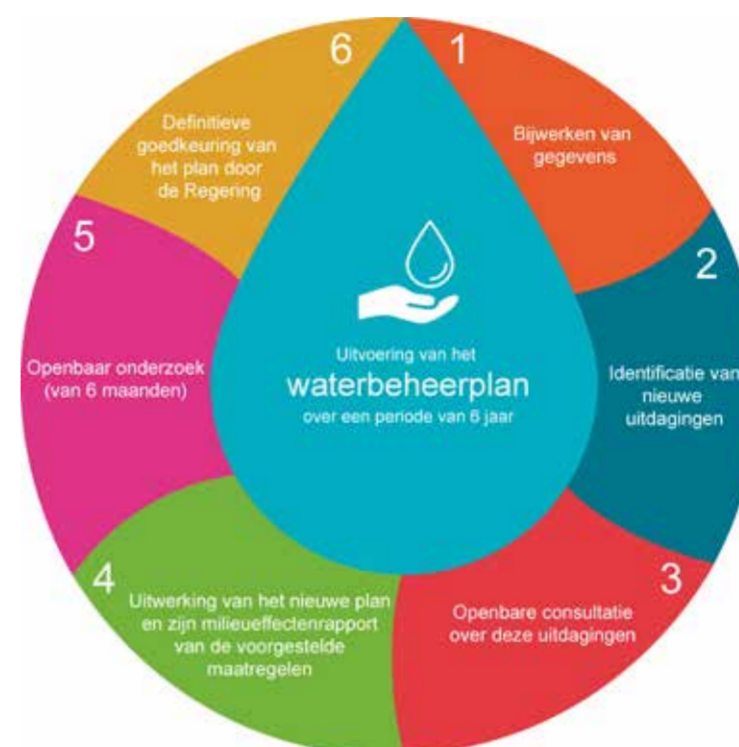 1
Bijwerken van
gegevens
2
Identificatie van
nieuwe
uitdagingen
3
Openbare consultatie
over deze uitdagingen
4
Uitwerking van het nieuwe plan
en zijn milieueffectenrapport
van de voorgestelde
maatregelen
5
Openbaar onderzoek
(van 6 maanden)
6
Definitieve
goedkeuring van
het plan door
de Regering
Uitvoering van het
waterbeheerplan
over een periode van 6 jaar